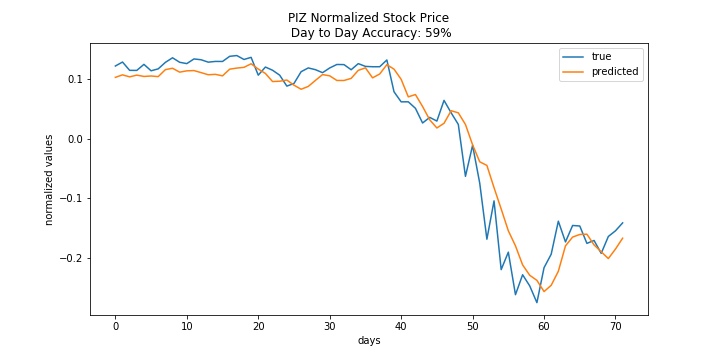 PIZ Normalized Stock Price
Day to Day Accuracy: 59%
true
predicted
normalized values
0.1
0.0
−0.1
−0.2
0 10 20 30 40 50 60 70
days